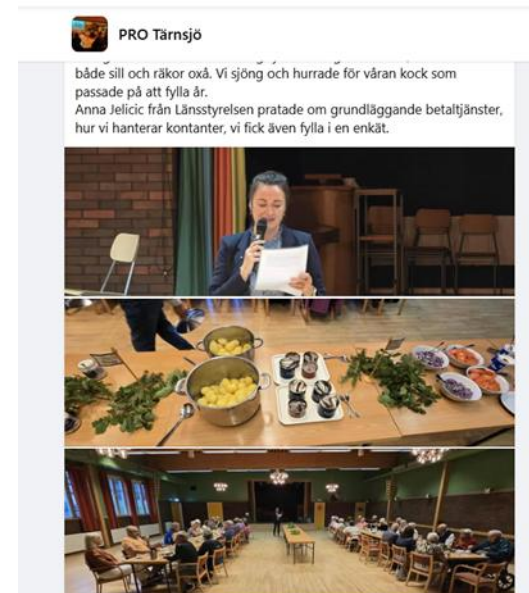 PRO Tärnsjö
både sill och räkor oxå. Vi sjöng och hurrade för våran kock som
passade på att fylla år.
Anna Jelicic från Länsstyrelsen pratade om grundläggande betaltjänster,
hur vi hanterar kontanter, vi fick även fylla i en enkät.